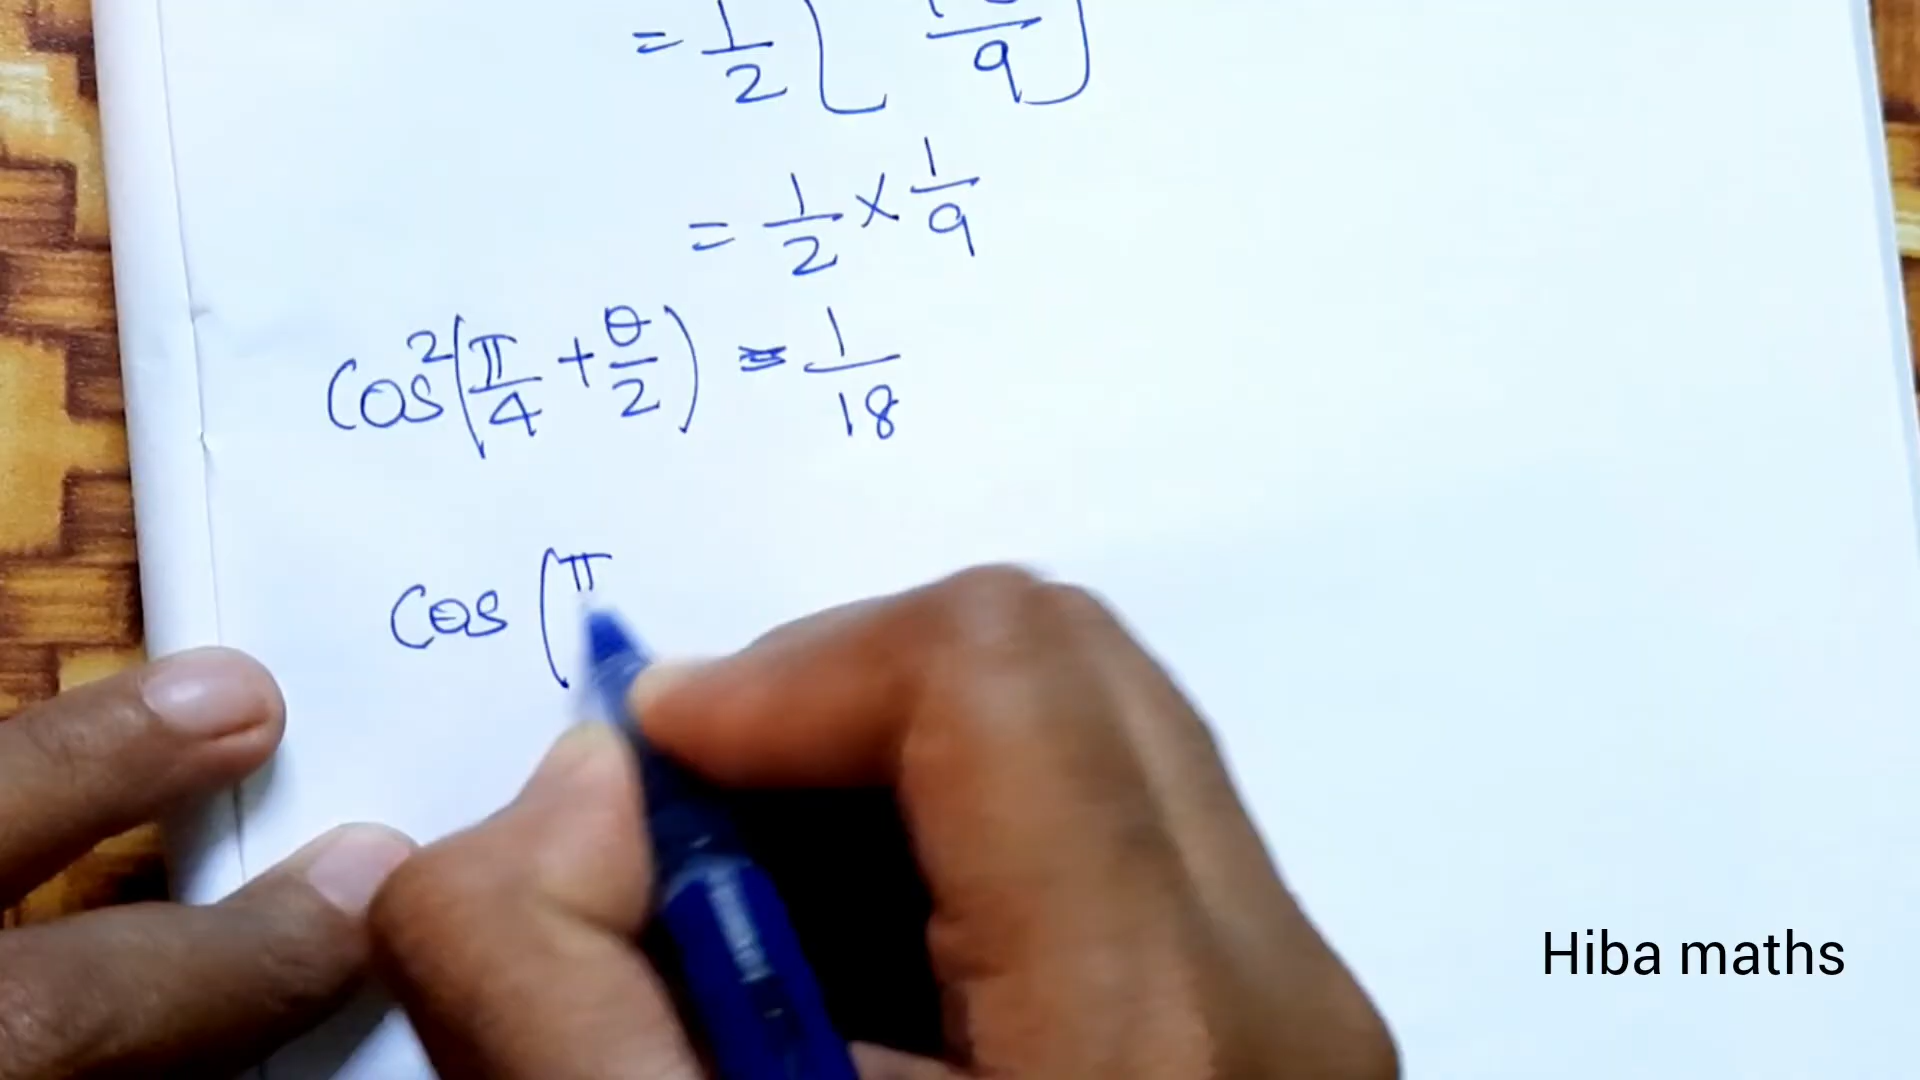 = 1/2 [ /9 ]
= 1/2 × 1/9
Cos²(π/4 + θ/2) = 1/18
Cos (π
Hiba maths